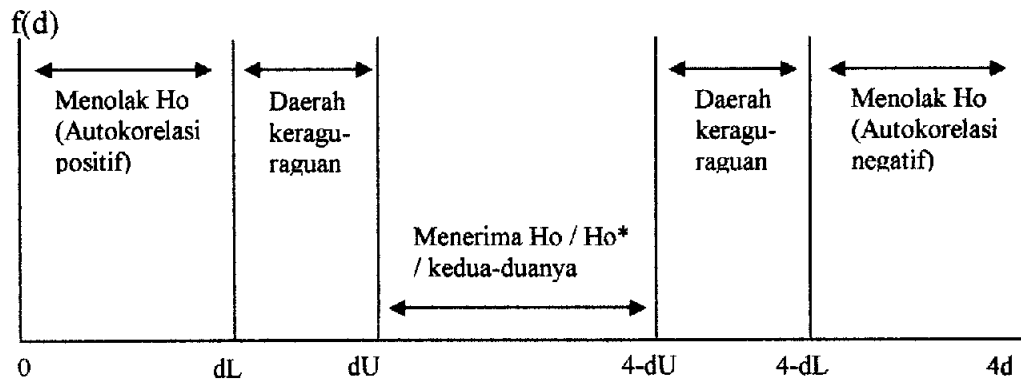 f(d)
Menolak Ho
(Autokorelasi
positif)
Daerah
keragu-
raguan
Menerima Ho / Ho*
/ kedua-duanya
Daerah
keragu-
raguan
Menolak Ho
(Autokorelasi
negatif)
0 dL dU 4-dU 4-dL 4d